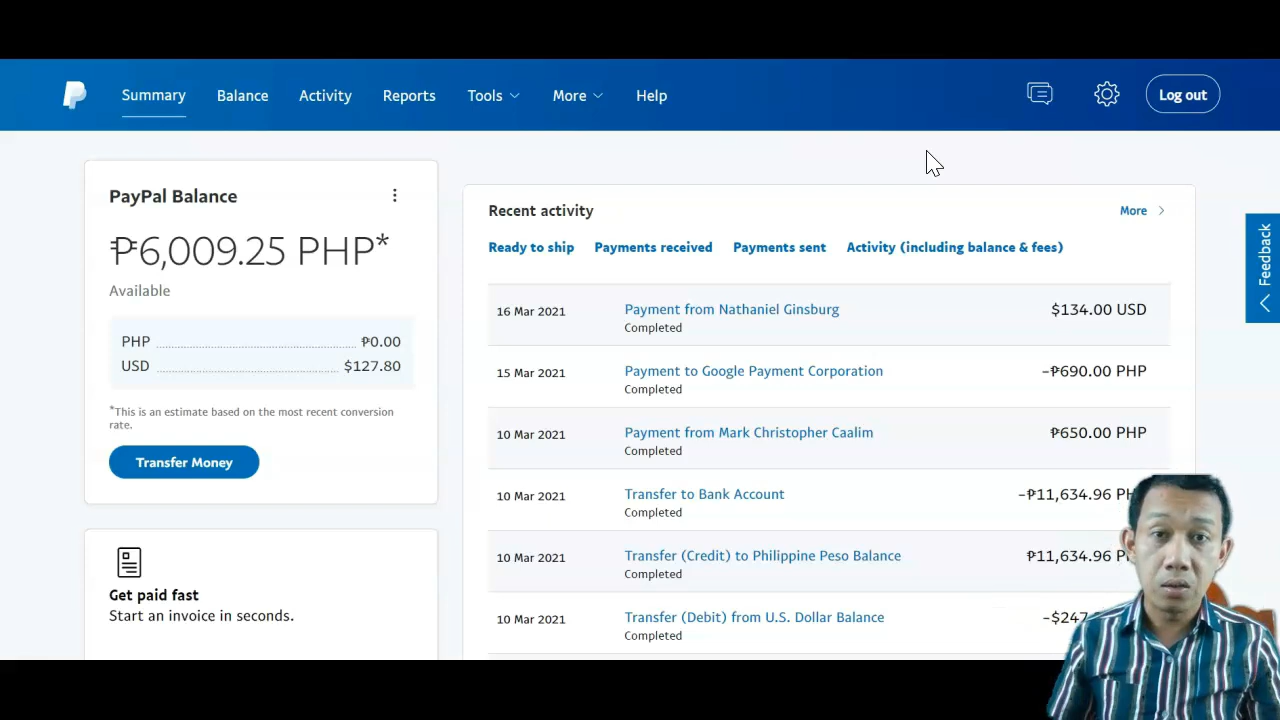 Summary Balance Activity Reports Tools More Help Log out
PayPal Balance
₱6,009.25 PHP*
Available
PHP ₱0.00
USD $127.80
*This is an estimate based on the most recent conversion
rate.
Transfer Money
Get paid fast
Start an invoice in seconds.
Recent activity More
Ready to ship Payments received Payments sent Activity (including balance & fees)
16 Mar 2021 Payment from Nathaniel Ginsburg $134.00 USD
Completed
15 Mar 2021 Payment to Google Payment Corporation −₱690.00 PHP
Completed
10 Mar 2021 Payment from Mark Christopher Caalim ₱650.00 PHP
Completed
10 Mar 2021 Transfer to Bank Account −₱11,634.96
Completed
10 Mar 2021 Transfer (Credit) to Philippine Peso Balance ₱11,634.96
Completed
10 Mar 2021 Transfer (Debit) from U.S. Dollar Balance −$247
Completed
Feedback